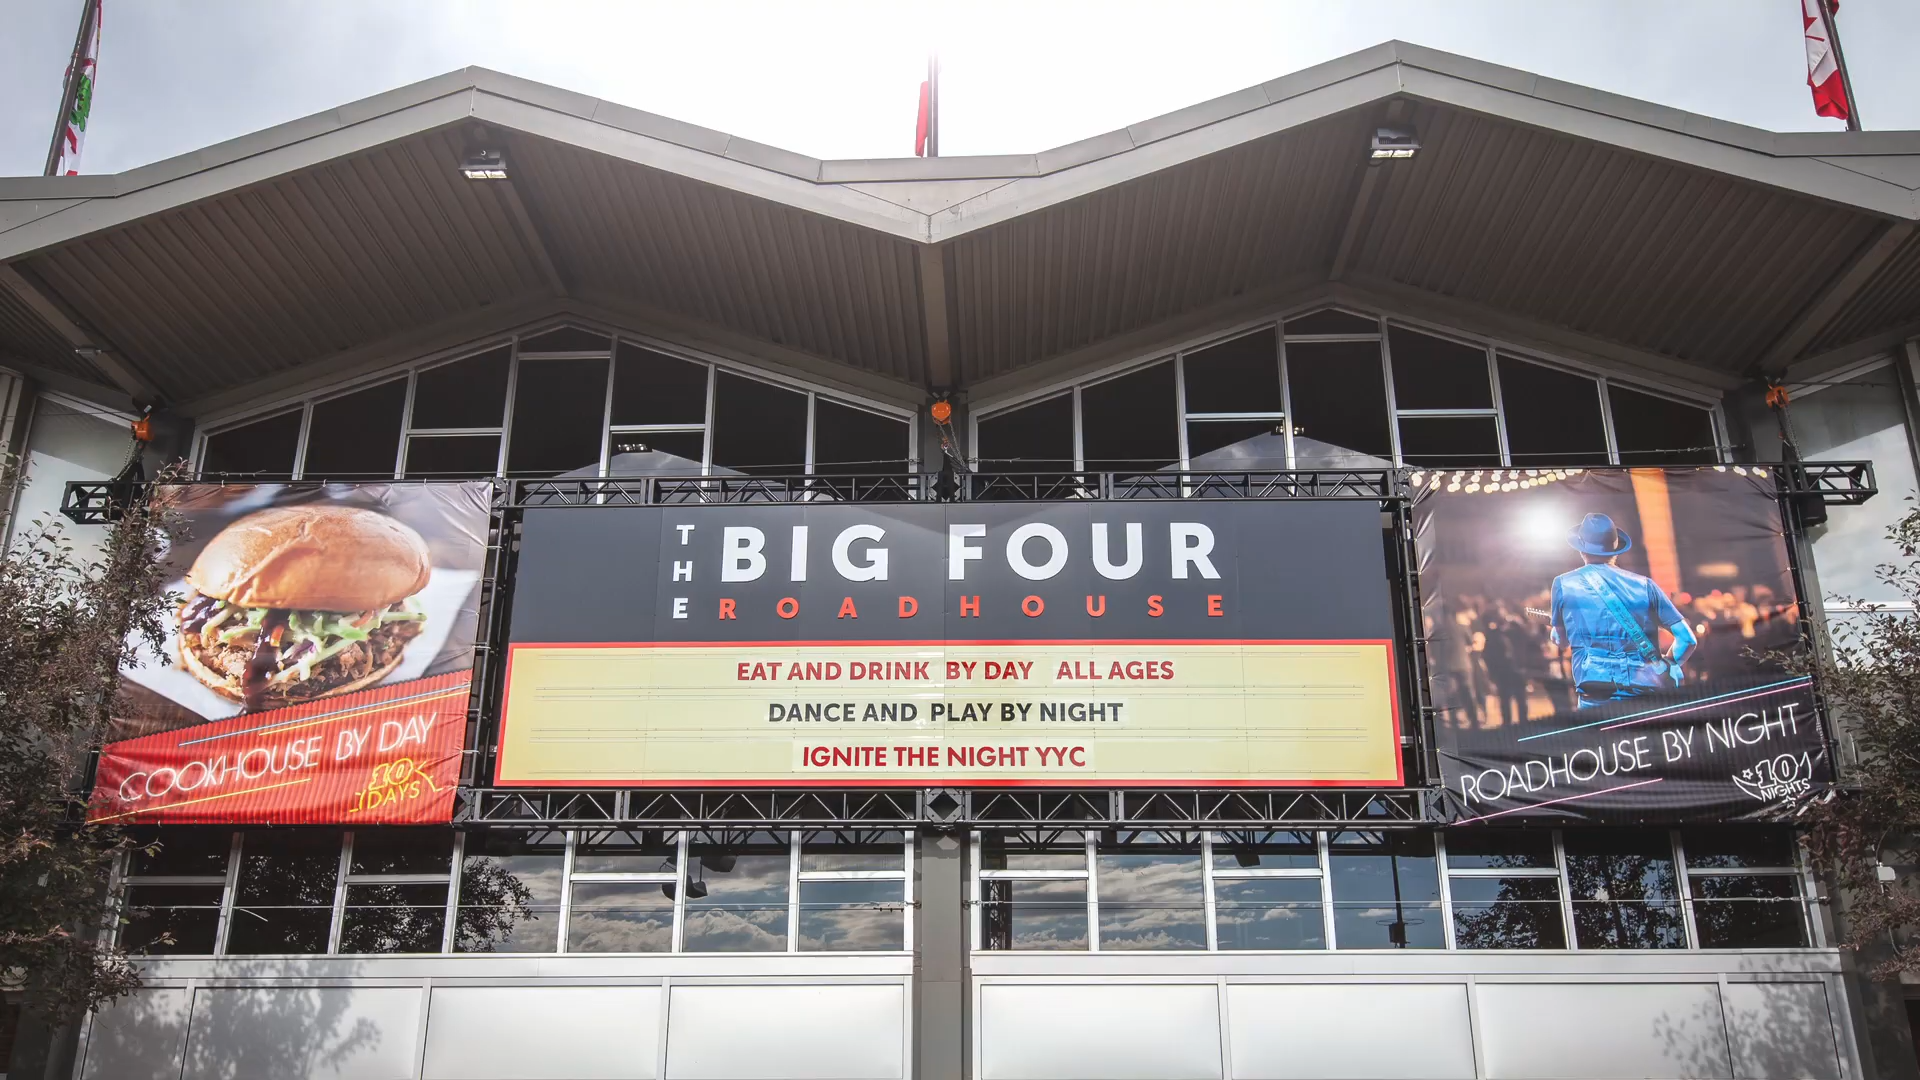 THE
BIG FOUR
ROADHOUSE
EAT AND DRINK BY DAY ALL AGES
DANCE AND PLAY BY NIGHT
IGNITE THE NIGHT YYC
COOKHOUSE BY DAY
10
DAYS
ROADHOUSE BY NIGHT
10
NIGHTS